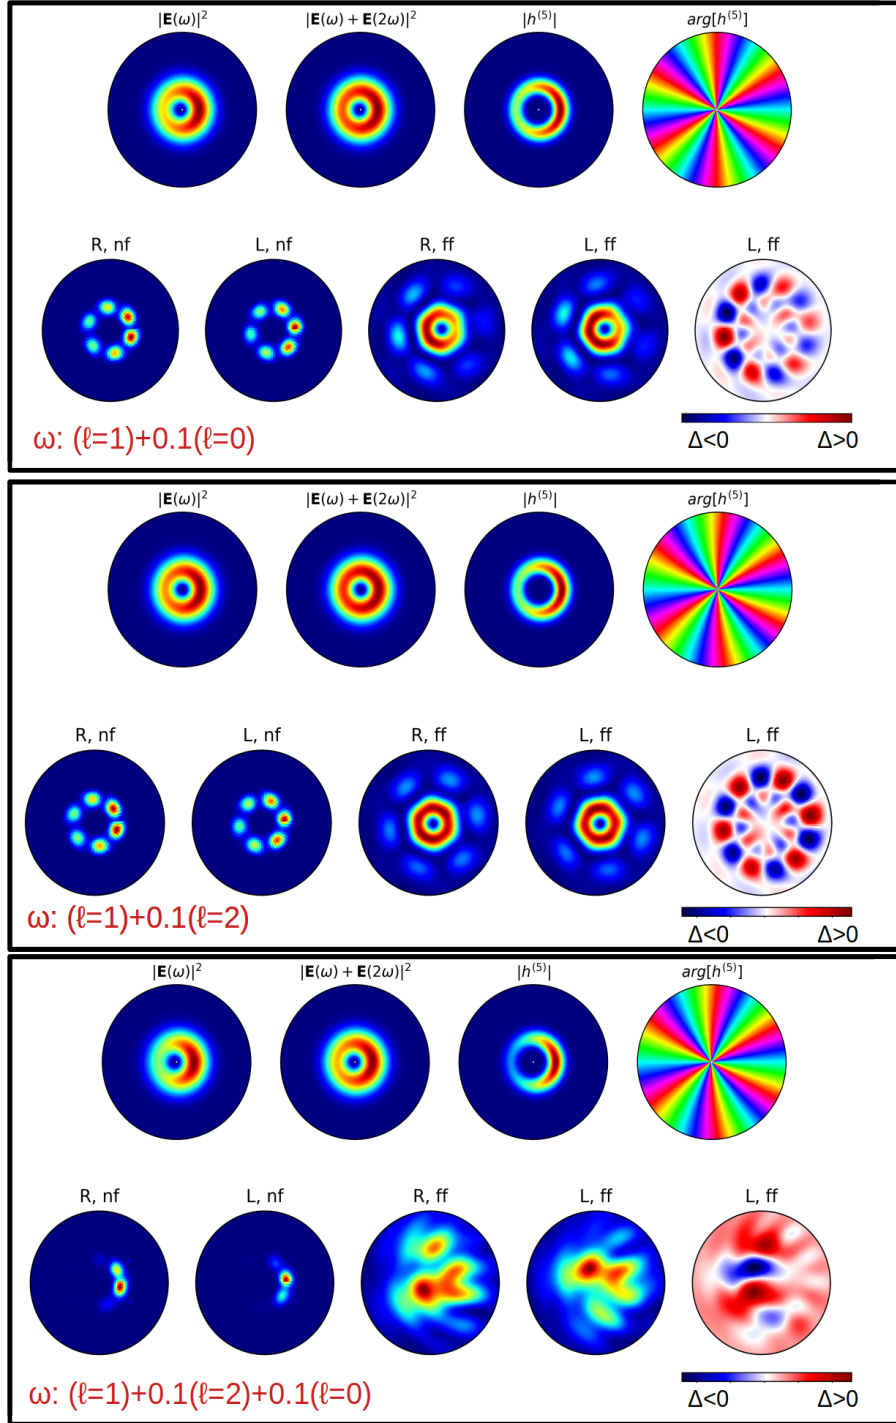 |E(ω)|² |E(ω) + E(2ω)|² |h⁽⁵⁾| arg[h⁽⁵⁾]
R, nf L, nf R, ff L, ff L, ff
ω: (ℓ=1)+0.1(ℓ=0)
Δ<0 Δ>0
|E(ω)|² |E(ω) + E(2ω)|² |h⁽⁵⁾| arg[h⁽⁵⁾]
R, nf L, nf R, ff L, ff L, ff
ω: (ℓ=1)+0.1(ℓ=2)
Δ<0 Δ>0
|E(ω)|² |E(ω) + E(2ω)|² |h⁽⁵⁾| arg[h⁽⁵⁾]
R, nf L, nf R, ff L, ff L, ff
ω: (ℓ=1)+0.1(ℓ=2)+0.1(ℓ=0)
Δ<0 Δ>0